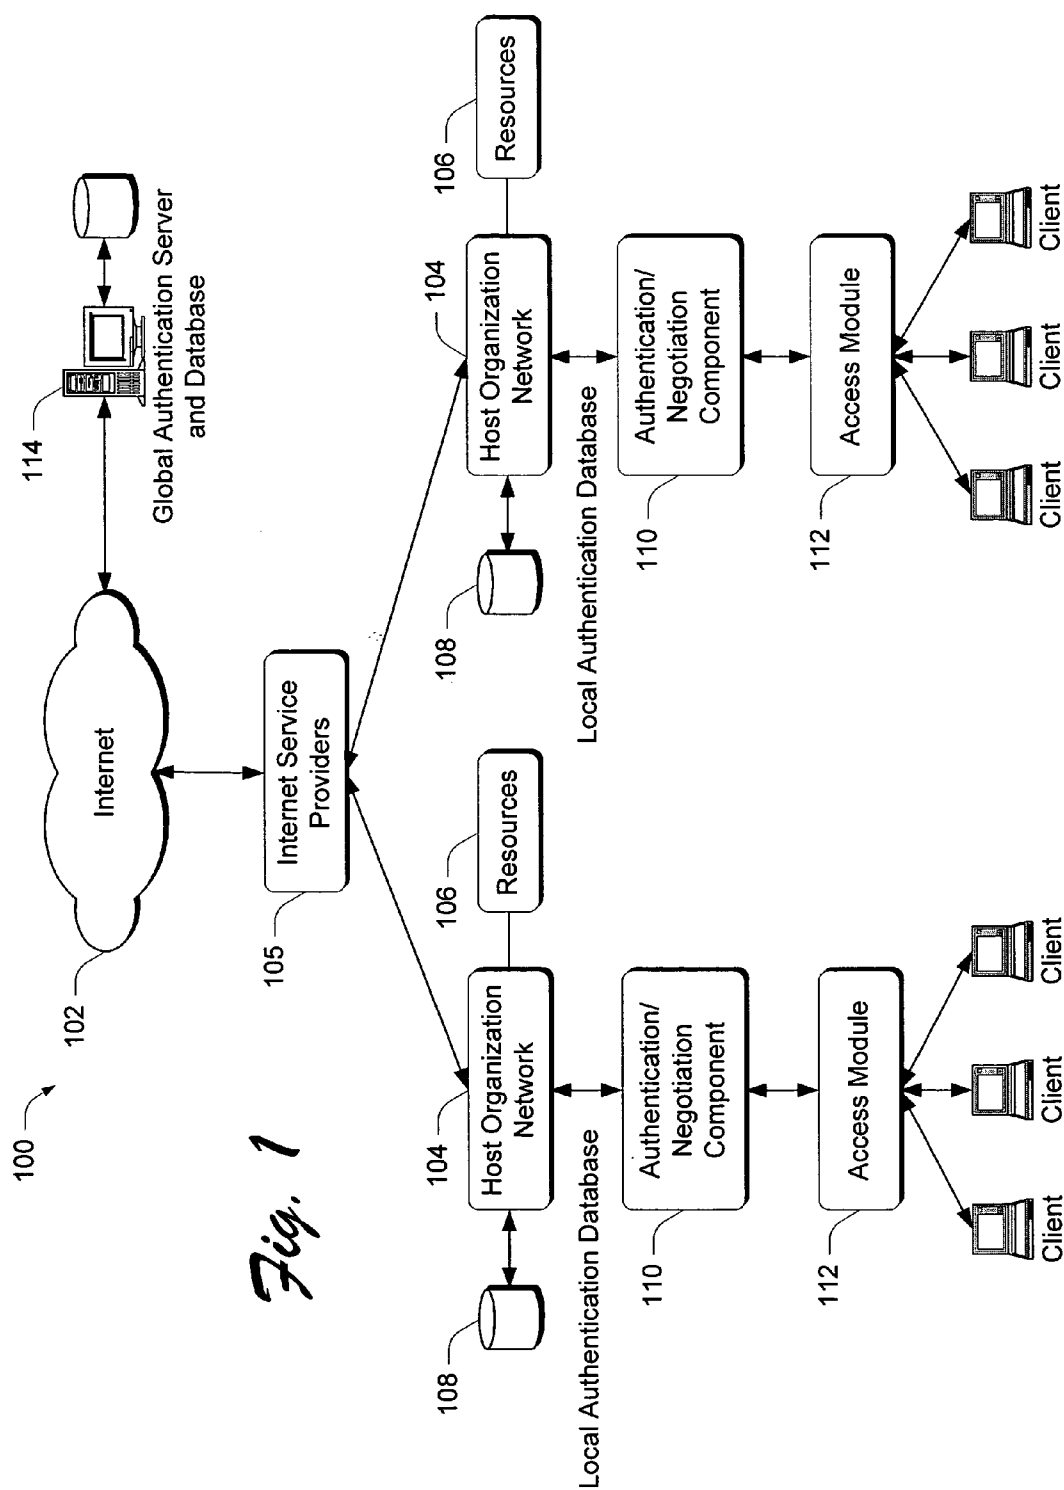 100
102
Internet
114
Global Authentication Server
and Database
105
Internet Service
Providers
104
Host Organization
Network
106
Resources
108
Local Authentication Database
110
Authentication/
Negotiation
Component
112
Access Module
Client
Client
Client
104
Host Organization
Network
106
Resources
108
Local Authentication Database
110
Authentication/
Negotiation
Component
112
Access Module
Client
Client
Client
Fig. 1